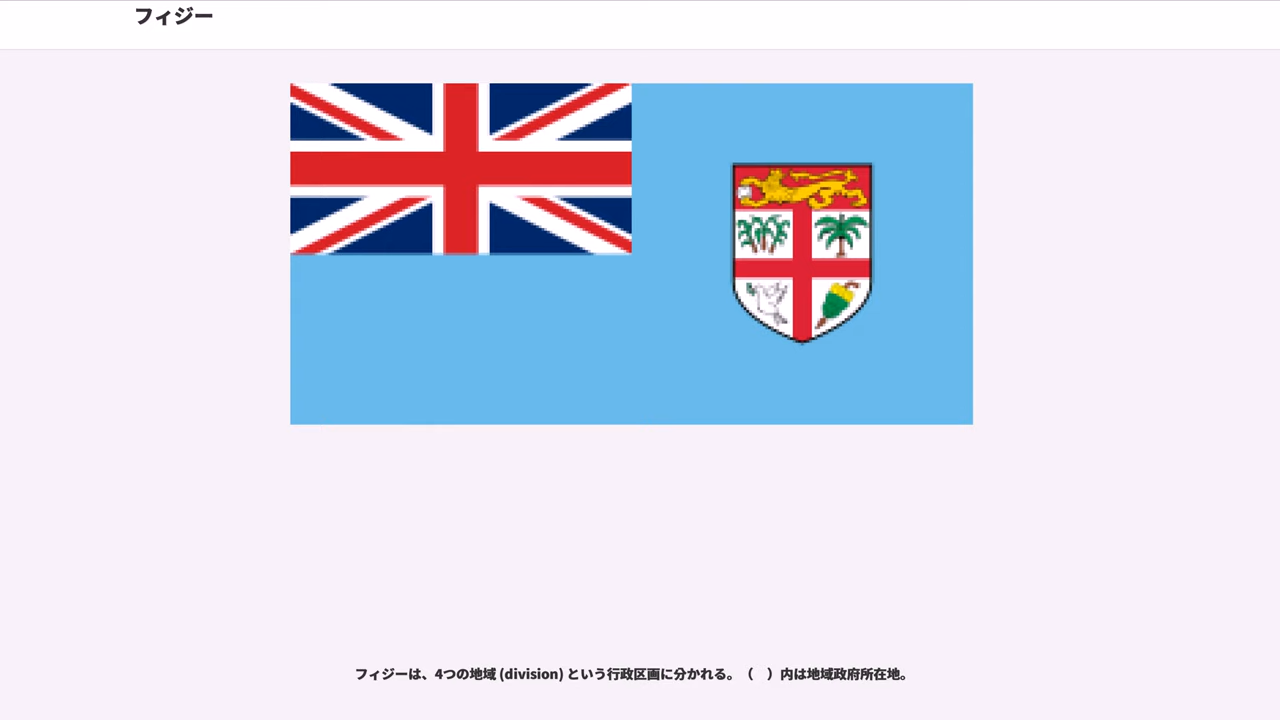 フィジー
フィジーは、4つの地域 (division) という行政区画に分かれる。（　）内は地域政府所在地。